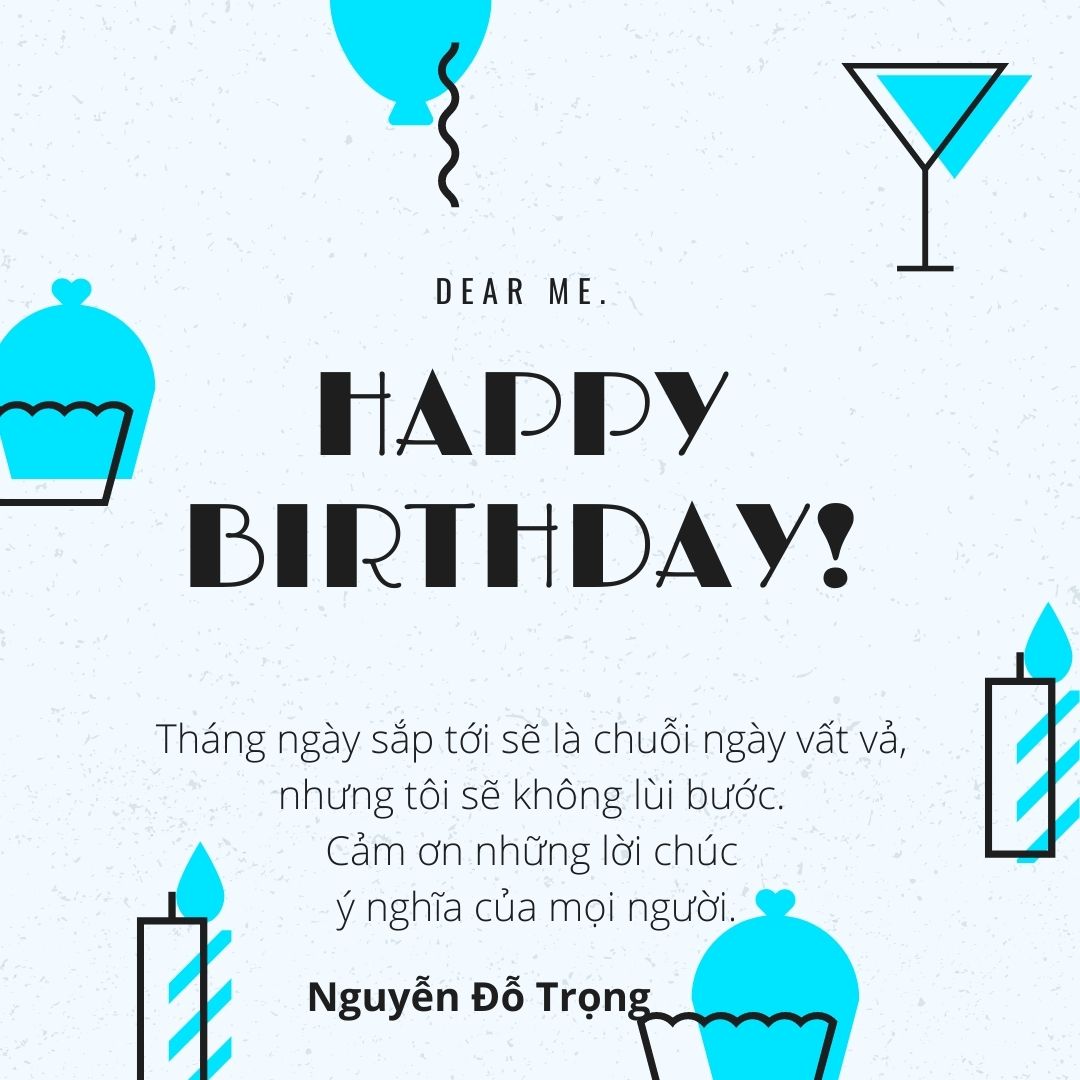 DEAR ME.
HAPPY
BIRTHDAY!
Tháng ngày sắp tới sẽ là chuỗi ngày vất vả,
nhưng tôi sẽ không lùi bước.
Cảm ơn những lời chúc
ý nghĩa của mọi người.
Nguyễn Đỗ Trọng